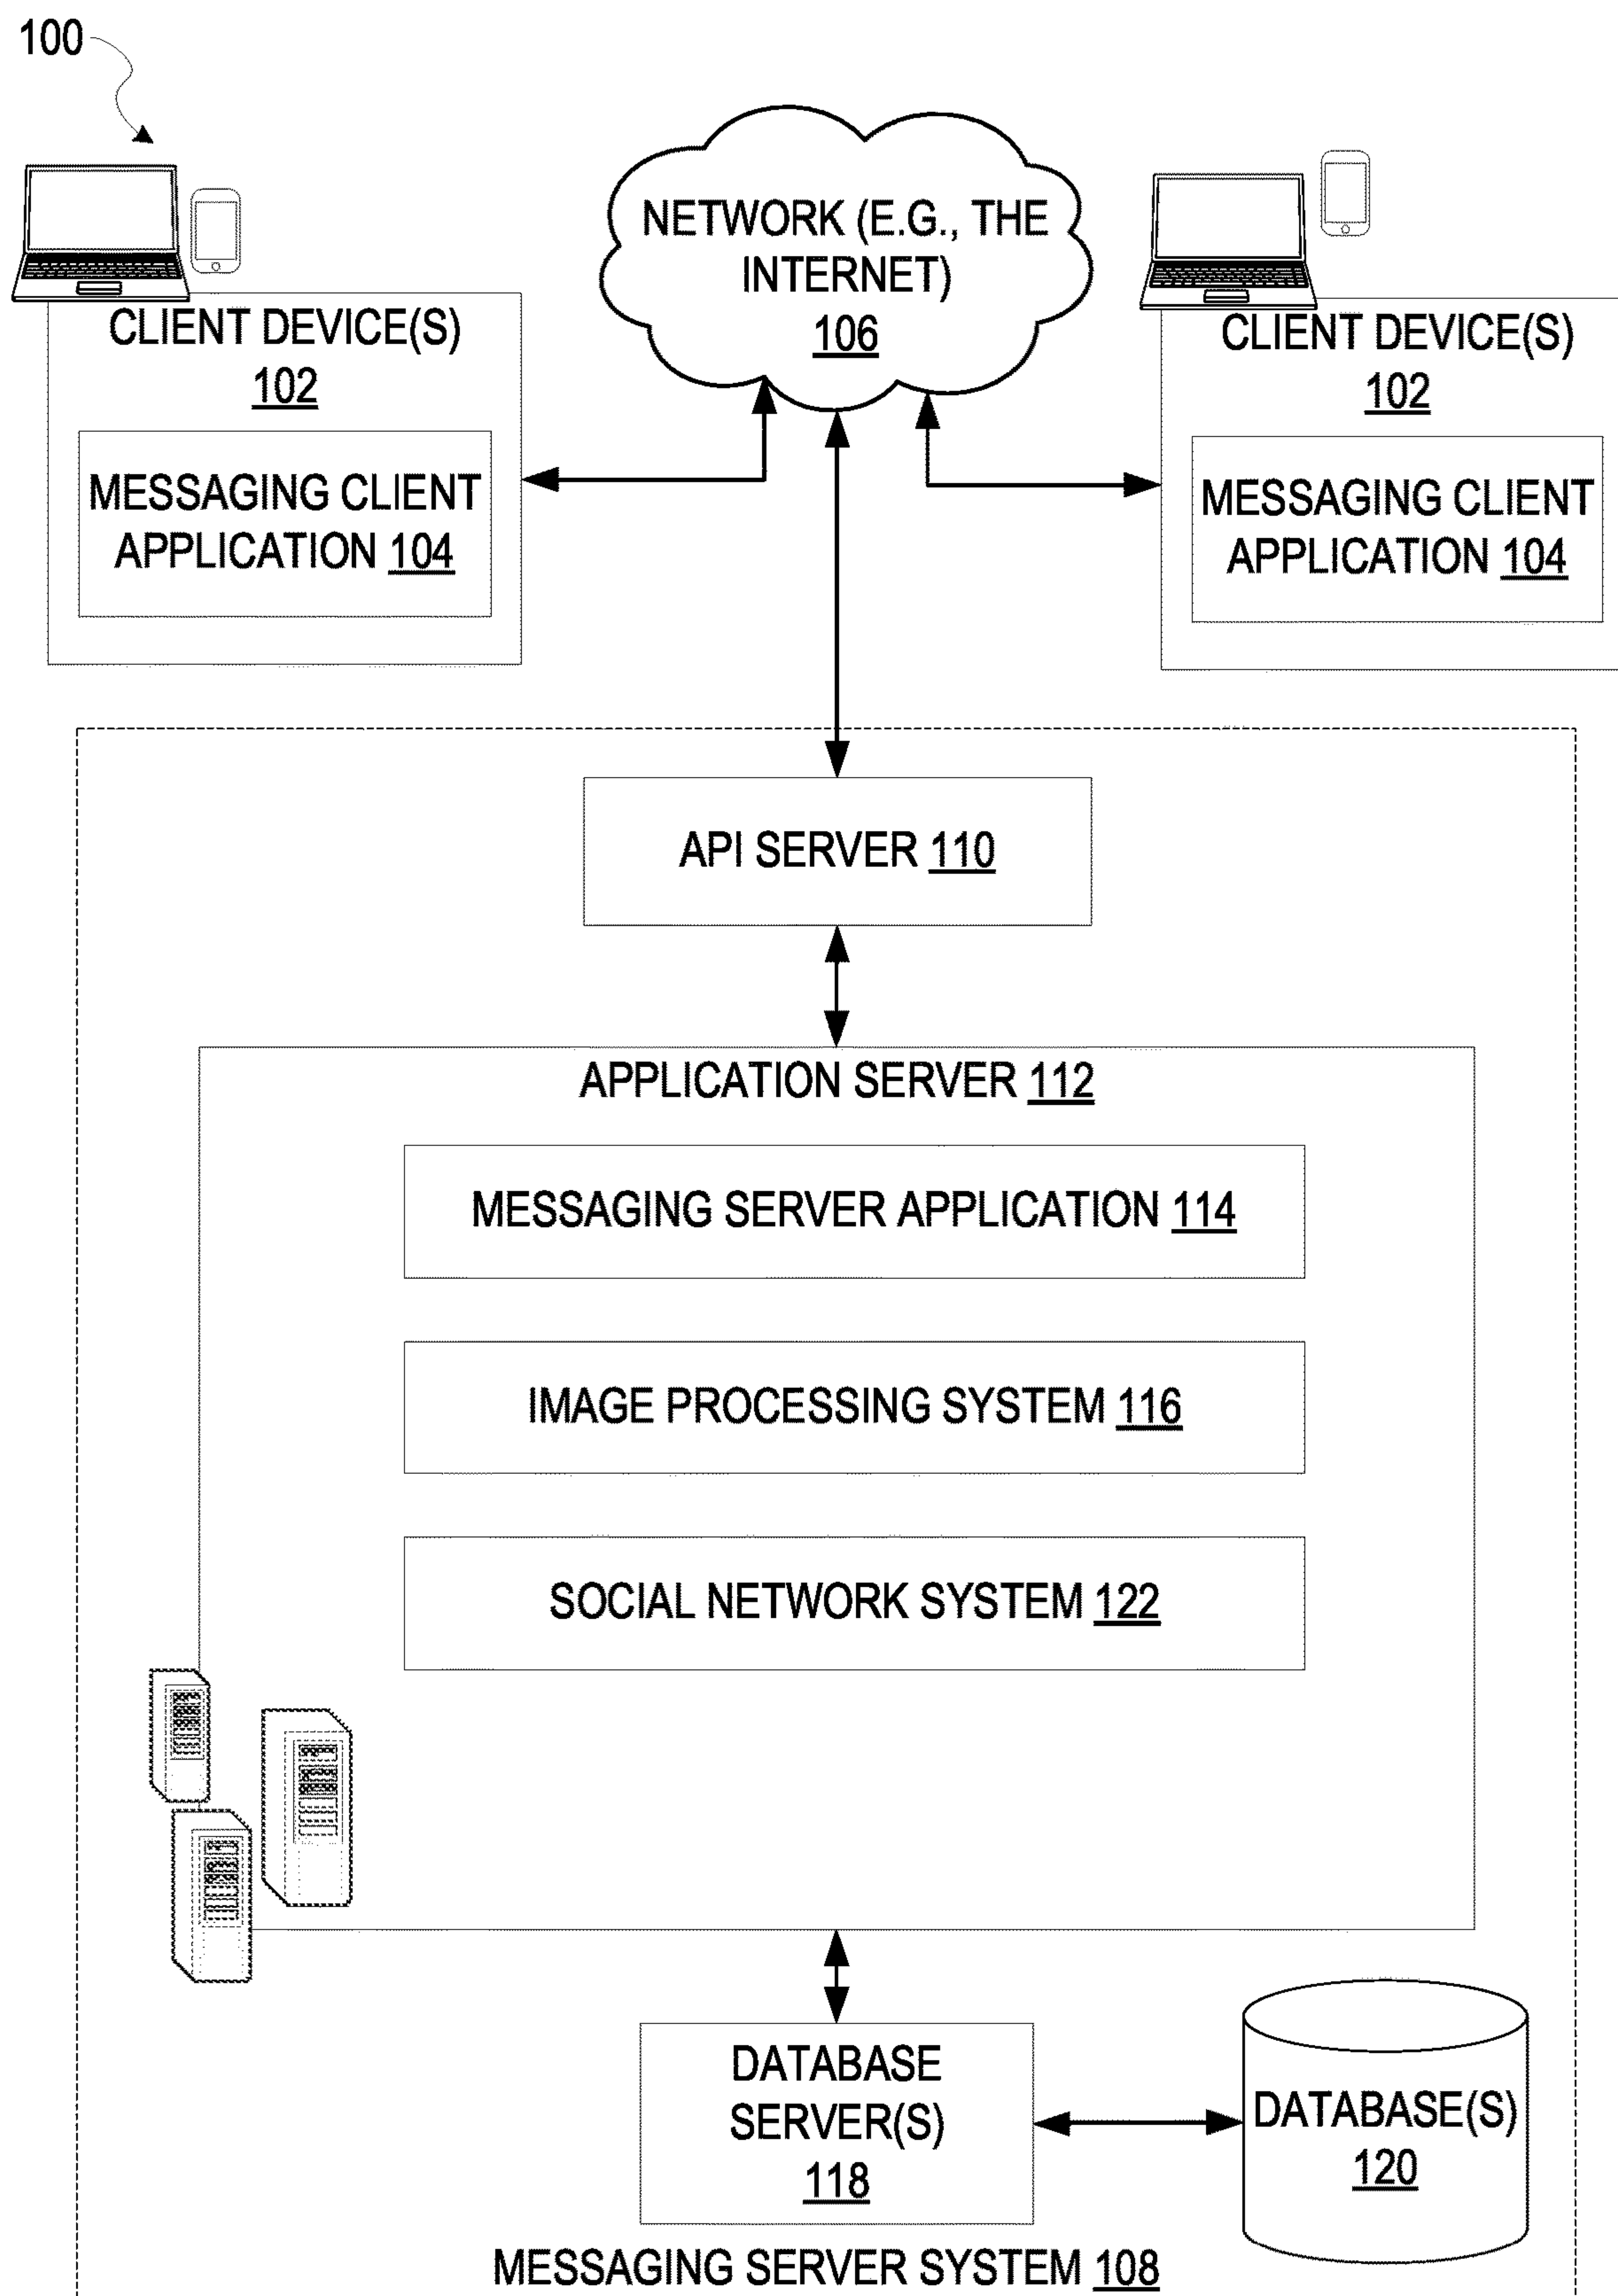 100
NETWORK (E.G., THE
INTERNET)
106
CLIENT DEVICE(S)
102
MESSAGING CLIENT
APPLICATION 104
CLIENT DEVICE(S)
102
MESSAGING CLIENT
APPLICATION 104
API SERVER 110
APPLICATION SERVER 112
MESSAGING SERVER APPLICATION 114
IMAGE PROCESSING SYSTEM 116
SOCIAL NETWORK SYSTEM 122
DATABASE
SERVER(S)
118
DATABASE(S)
120
MESSAGING SERVER SYSTEM 108